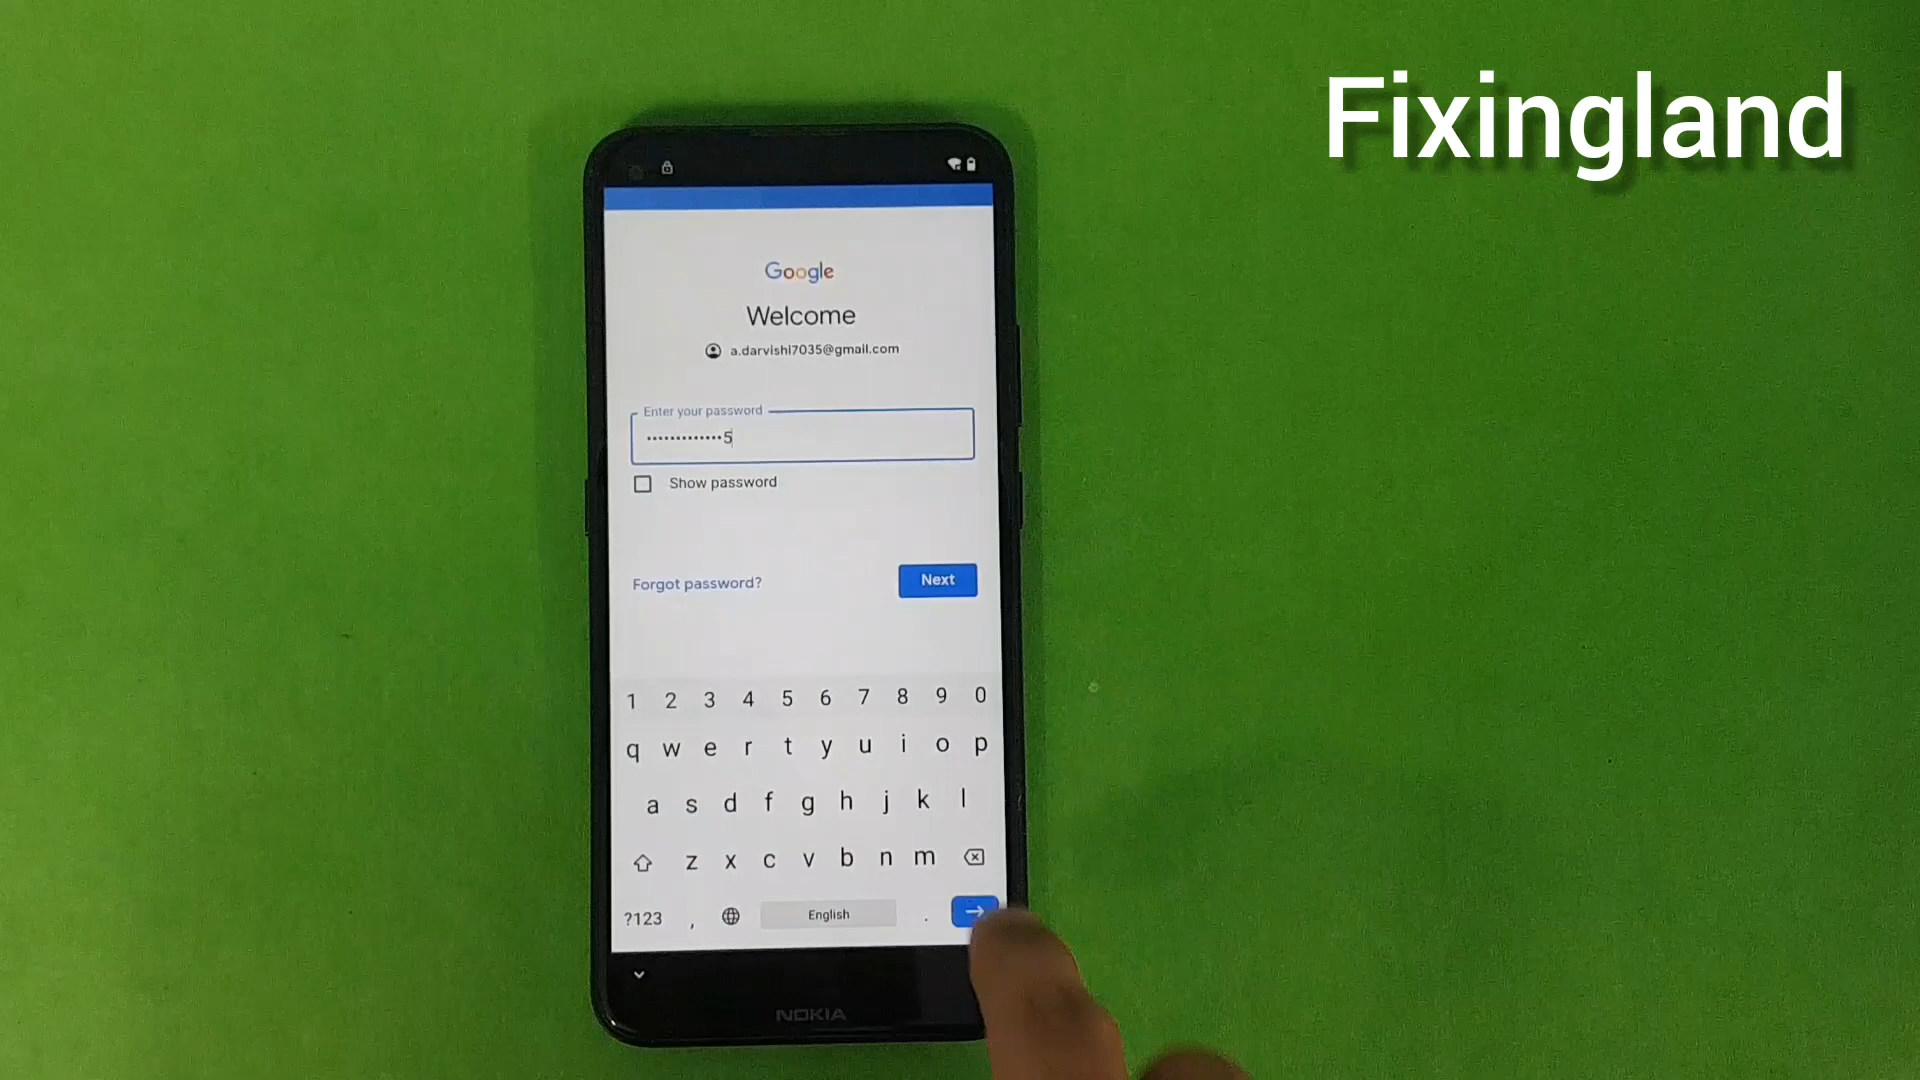 Fixingland
Google
Welcome
a.darvishi7035@gmail.com
Enter your password
•••••••••••••5
Show password
Forgot password?
Next
1 2 3 4 5 6 7 8 9 0
q w e r t y u i o p
a s d f g h j k l
z x c v b n m
?123 , English .
NOKIA